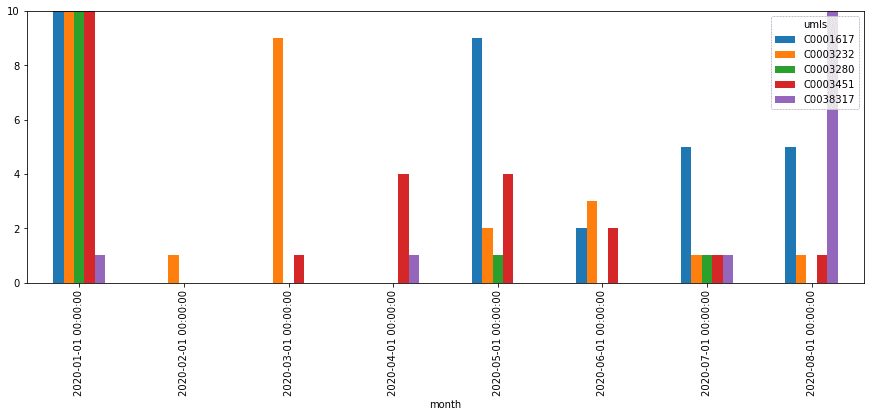 10
8
6
4
2
0
umls
C0001617
C0003232
C0003280
C0003451
C0038317
2020-01-01 00:00:00
2020-02-01 00:00:00
2020-03-01 00:00:00
2020-04-01 00:00:00
2020-05-01 00:00:00
2020-06-01 00:00:00
2020-07-01 00:00:00
2020-08-01 00:00:00
month